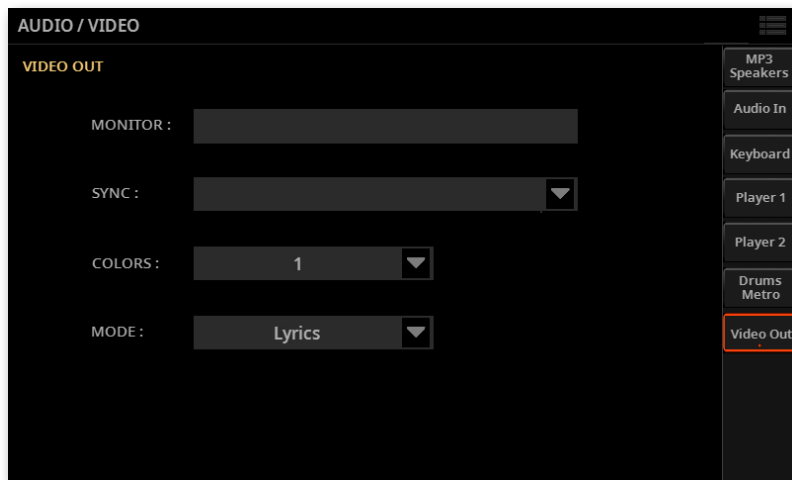 AUDIO / VIDEO
VIDEO OUT
MONITOR :
SYNC :
COLORS :
1
MODE :
Lyrics
MP3
Speakers
Audio In
Keyboard
Player 1
Player 2
Drums
Metro
Video Out